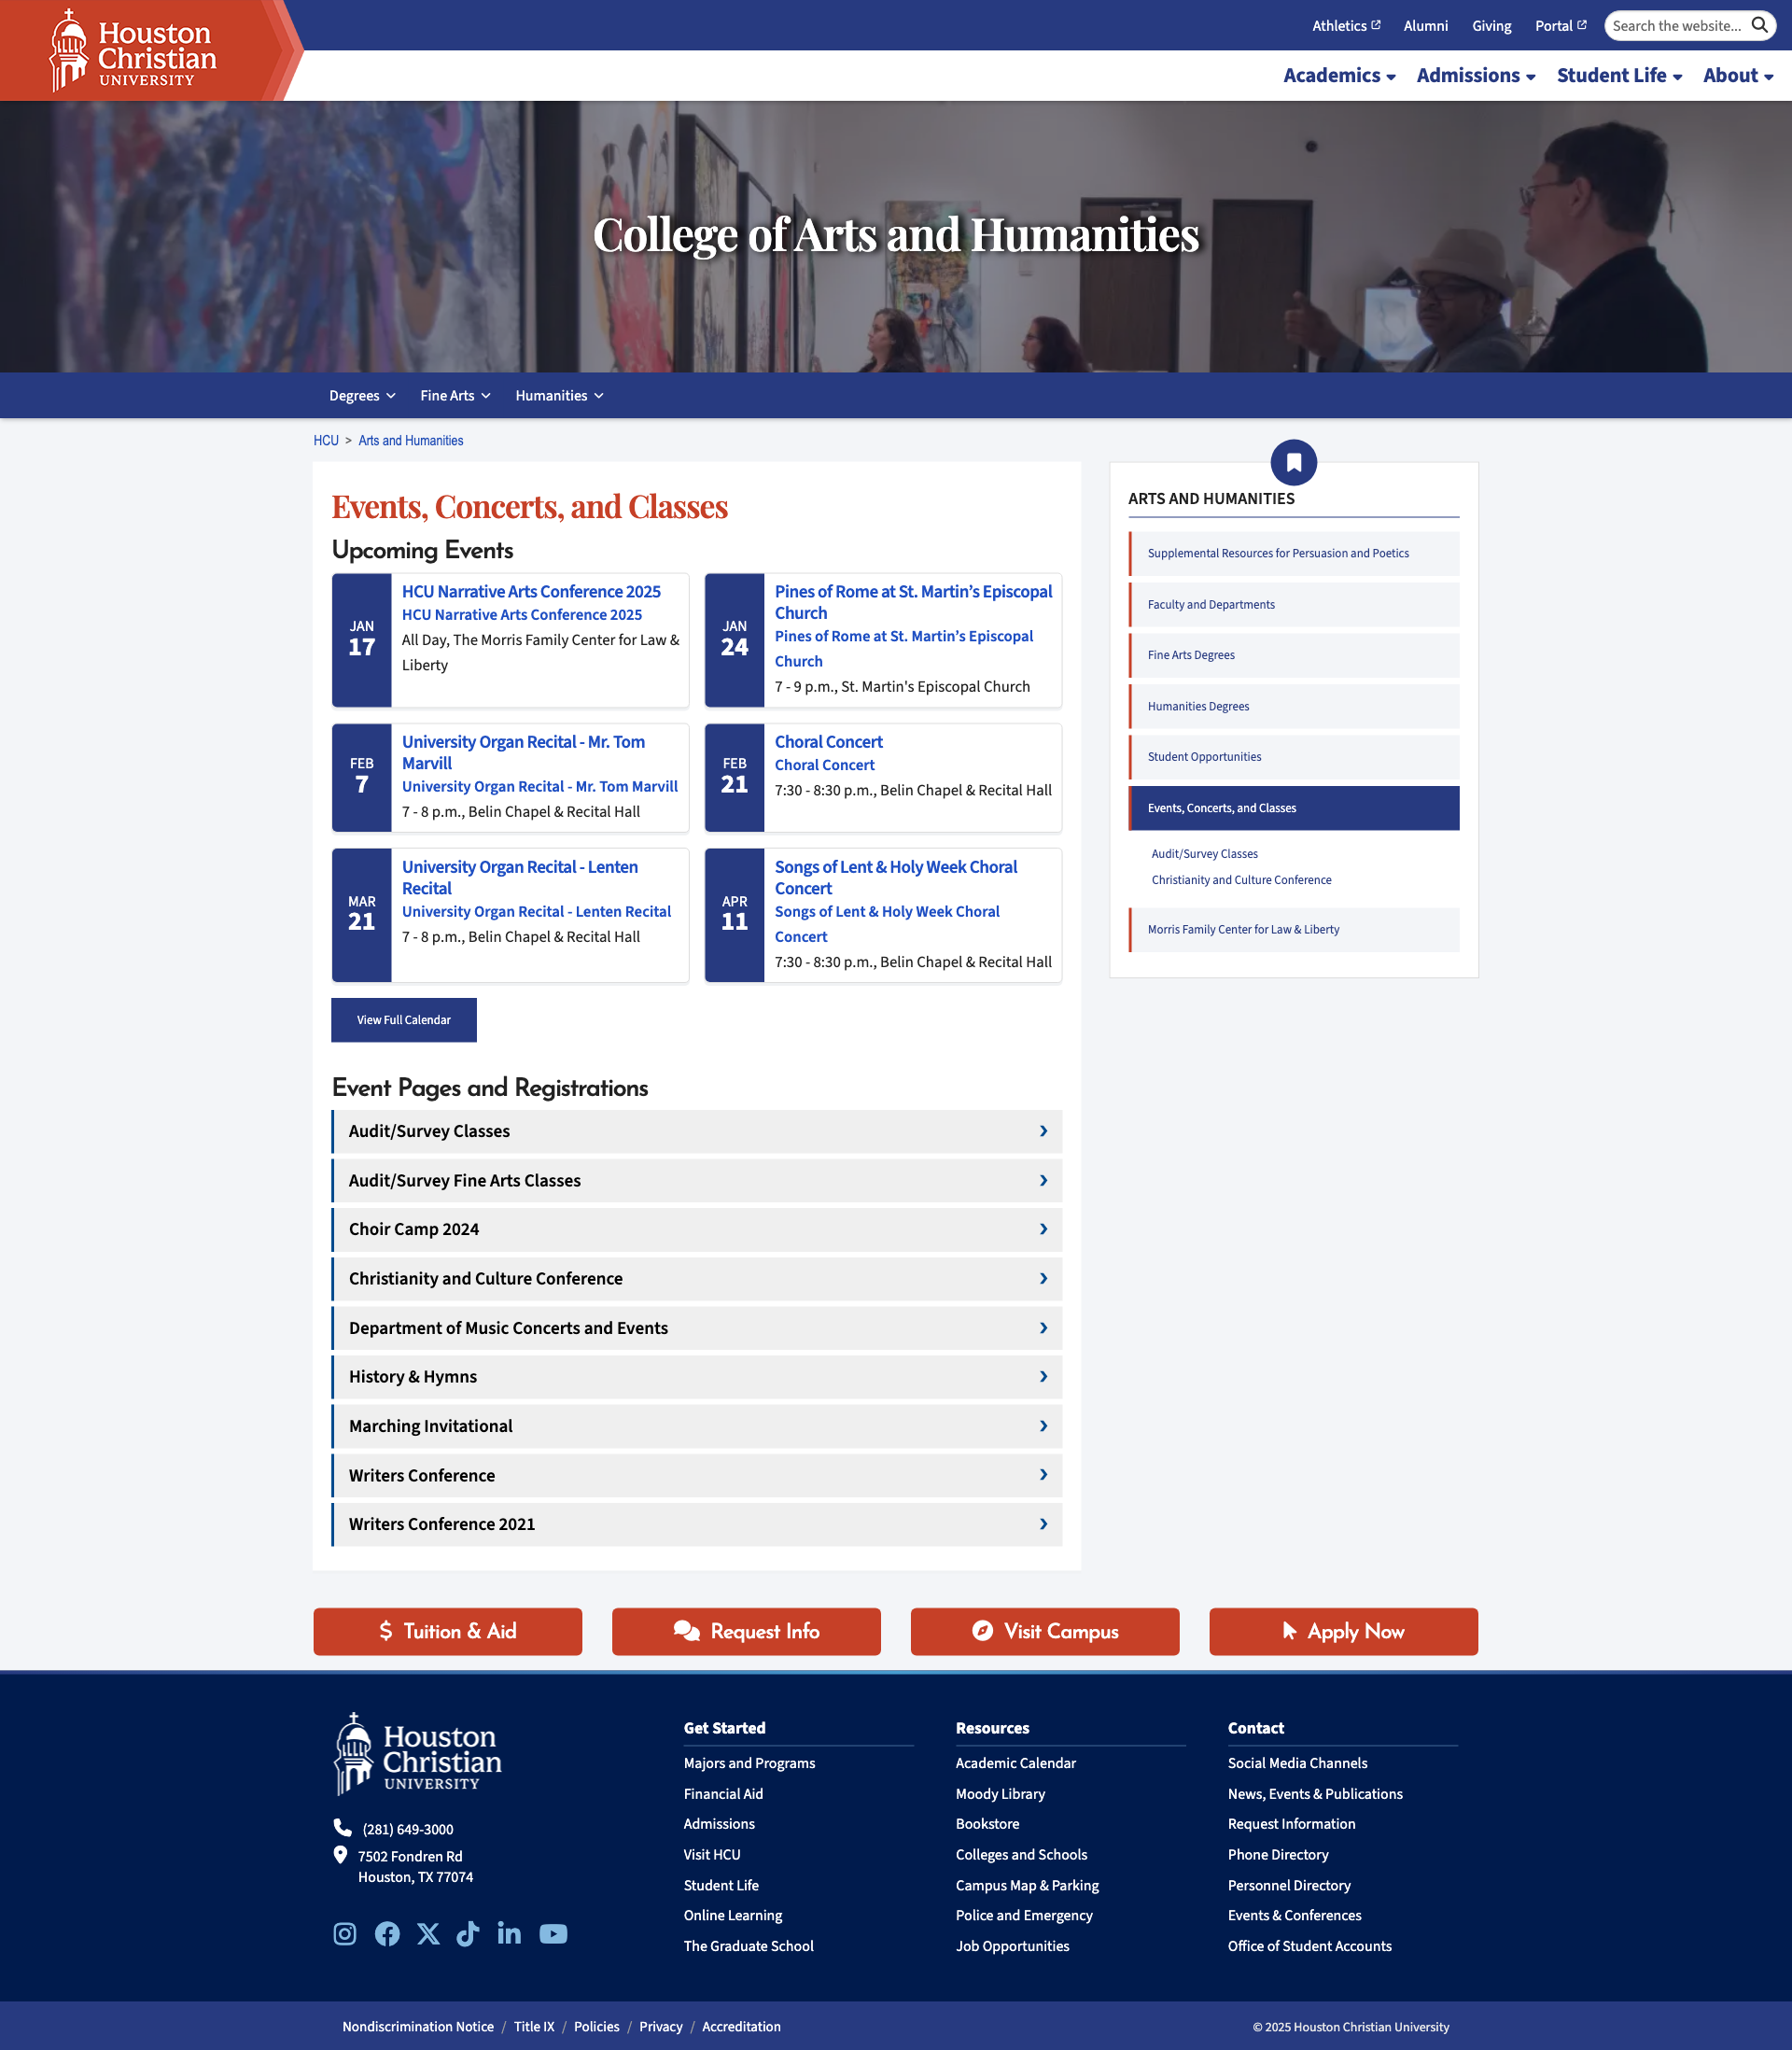 Houston
Christian
UNIVERSITY
Athletics
Alumni
Giving
Portal
Search the website...
Academics
Admissions
Student Life
About
College of Arts and Humanities
Degrees
Fine Arts
Humanities
HCU > Arts and Humanities
Events, Concerts, and Classes
Upcoming Events
JAN
17
HCU Narrative Arts Conference 2025
HCU Narrative Arts Conference 2025
All Day, The Morris Family Center for Law &
Liberty
JAN
24
Pines of Rome at St. Martin’s Episcopal
Church
Pines of Rome at St. Martin’s Episcopal
Church
7 - 9 p.m., St. Martin's Episcopal Church
FEB
7
University Organ Recital - Mr. Tom
Marvill
University Organ Recital - Mr. Tom Marvill
7 - 8 p.m., Belin Chapel & Recital Hall
FEB
21
Choral Concert
Choral Concert
7:30 - 8:30 p.m., Belin Chapel & Recital Hall
MAR
21
University Organ Recital - Lenten
Recital
University Organ Recital - Lenten Recital
7 - 8 p.m., Belin Chapel & Recital Hall
APR
11
Songs of Lent & Holy Week Choral
Concert
Songs of Lent & Holy Week Choral
Concert
7:30 - 8:30 p.m., Belin Chapel & Recital Hall
View Full Calendar
Event Pages and Registrations
Audit/Survey Classes
Audit/Survey Fine Arts Classes
Choir Camp 2024
Christianity and Culture Conference
Department of Music Concerts and Events
History & Hymns
Marching Invitational
Writers Conference
Writers Conference 2021
ARTS AND HUMANITIES
Supplemental Resources for Persuasion and Poetics
Faculty and Departments
Fine Arts Degrees
Humanities Degrees
Student Opportunities
Events, Concerts, and Classes
Audit/Survey Classes
Christianity and Culture Conference
Morris Family Center for Law & Liberty
Tuition & Aid
Request Info
Visit Campus
Apply Now
Houston
Christian
UNIVERSITY
(281) 649-3000
7502 Fondren Rd
Houston, TX 77074
Get Started
Majors and Programs
Financial Aid
Admissions
Visit HCU
Student Life
Online Learning
The Graduate School
Resources
Academic Calendar
Moody Library
Bookstore
Colleges and Schools
Campus Map & Parking
Police and Emergency
Job Opportunities
Contact
Social Media Channels
News, Events & Publications
Request Information
Phone Directory
Personnel Directory
Events & Conferences
Office of Student Accounts
Nondiscrimination Notice / Title IX / Policies / Privacy / Accreditation
© 2025 Houston Christian University